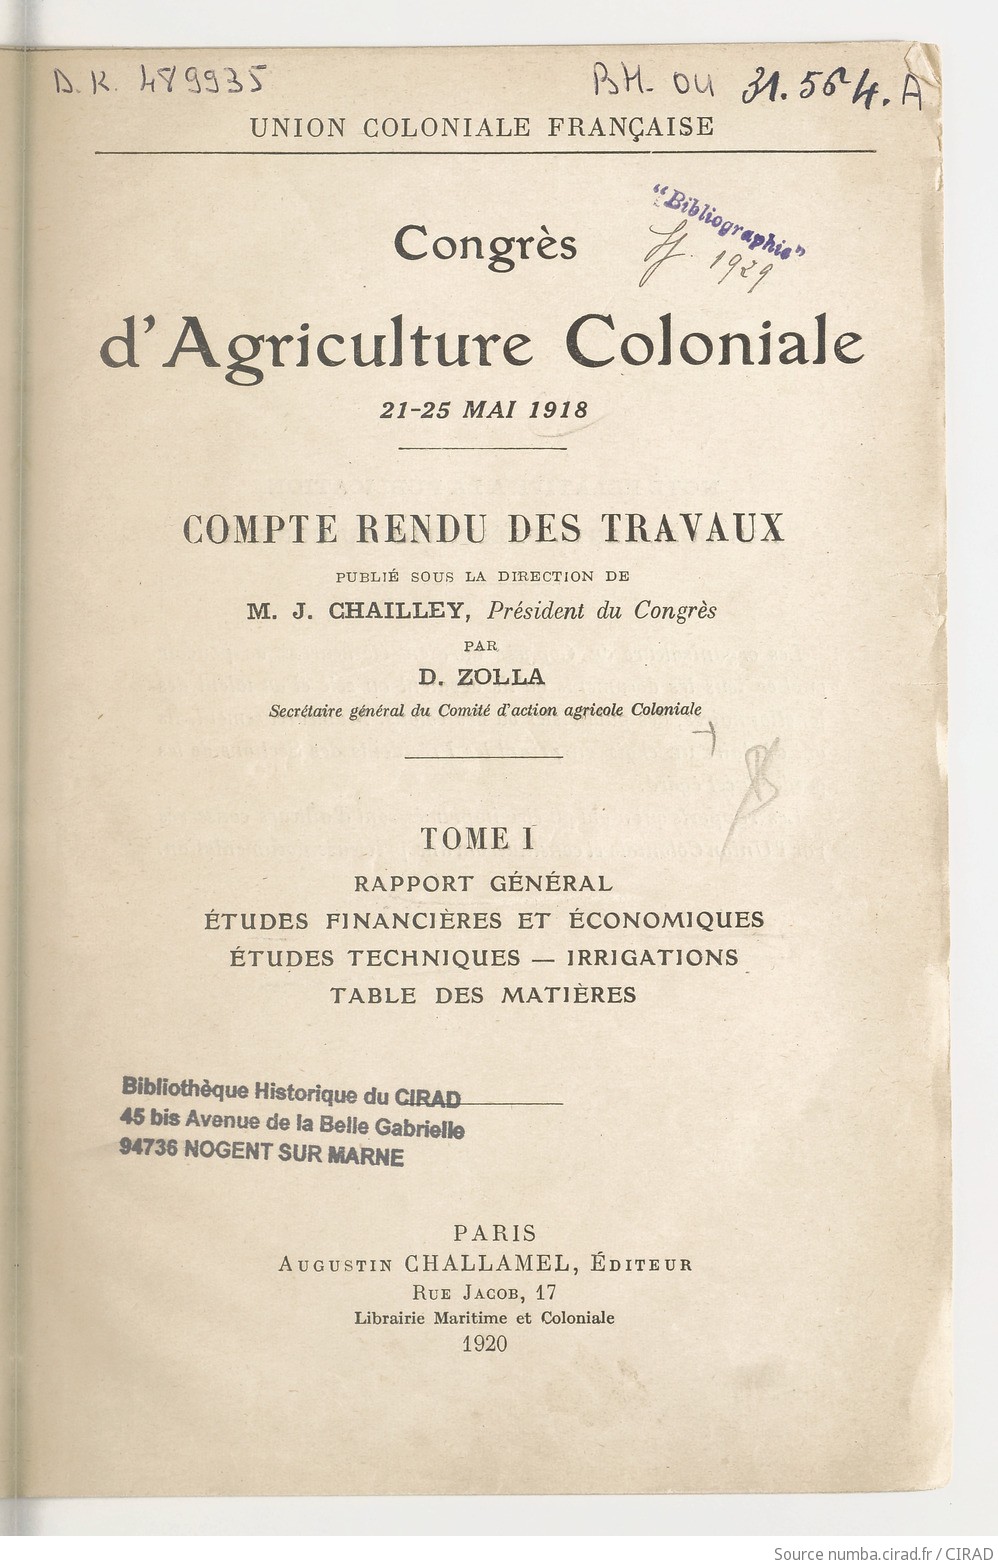 D. K. 489935
BH. OU 31.564. A
UNION COLONIALE FRANÇAISE
"Bibliographie"
1929
Congrès
d'Agriculture Coloniale
21-25 MAI 1918
COMPTE RENDU DES TRAVAUX
PUBLIÉ SOUS LA DIRECTION DE
M. J. CHAILLEY, Président du Congrès
PAR
D. ZOLLA
Secrétaire général du Comité d'action agricole Coloniale
TOME I
RAPPORT GÉNÉRAL
ÉTUDES FINANCIÈRES ET ÉCONOMIQUES
ÉTUDES TECHNIQUES — IRRIGATIONS
TABLE DES MATIÈRES
Bibliothèque Historique du CIRAD
45 bis Avenue de la Belle Gabrielle
94736 NOGENT SUR MARNE
PARIS
AUGUSTIN CHALLAMEL, ÉDITEUR
RUE JACOB, 17
Librairie Maritime et Coloniale
1920
Source numba.cirad.fr / CIRAD